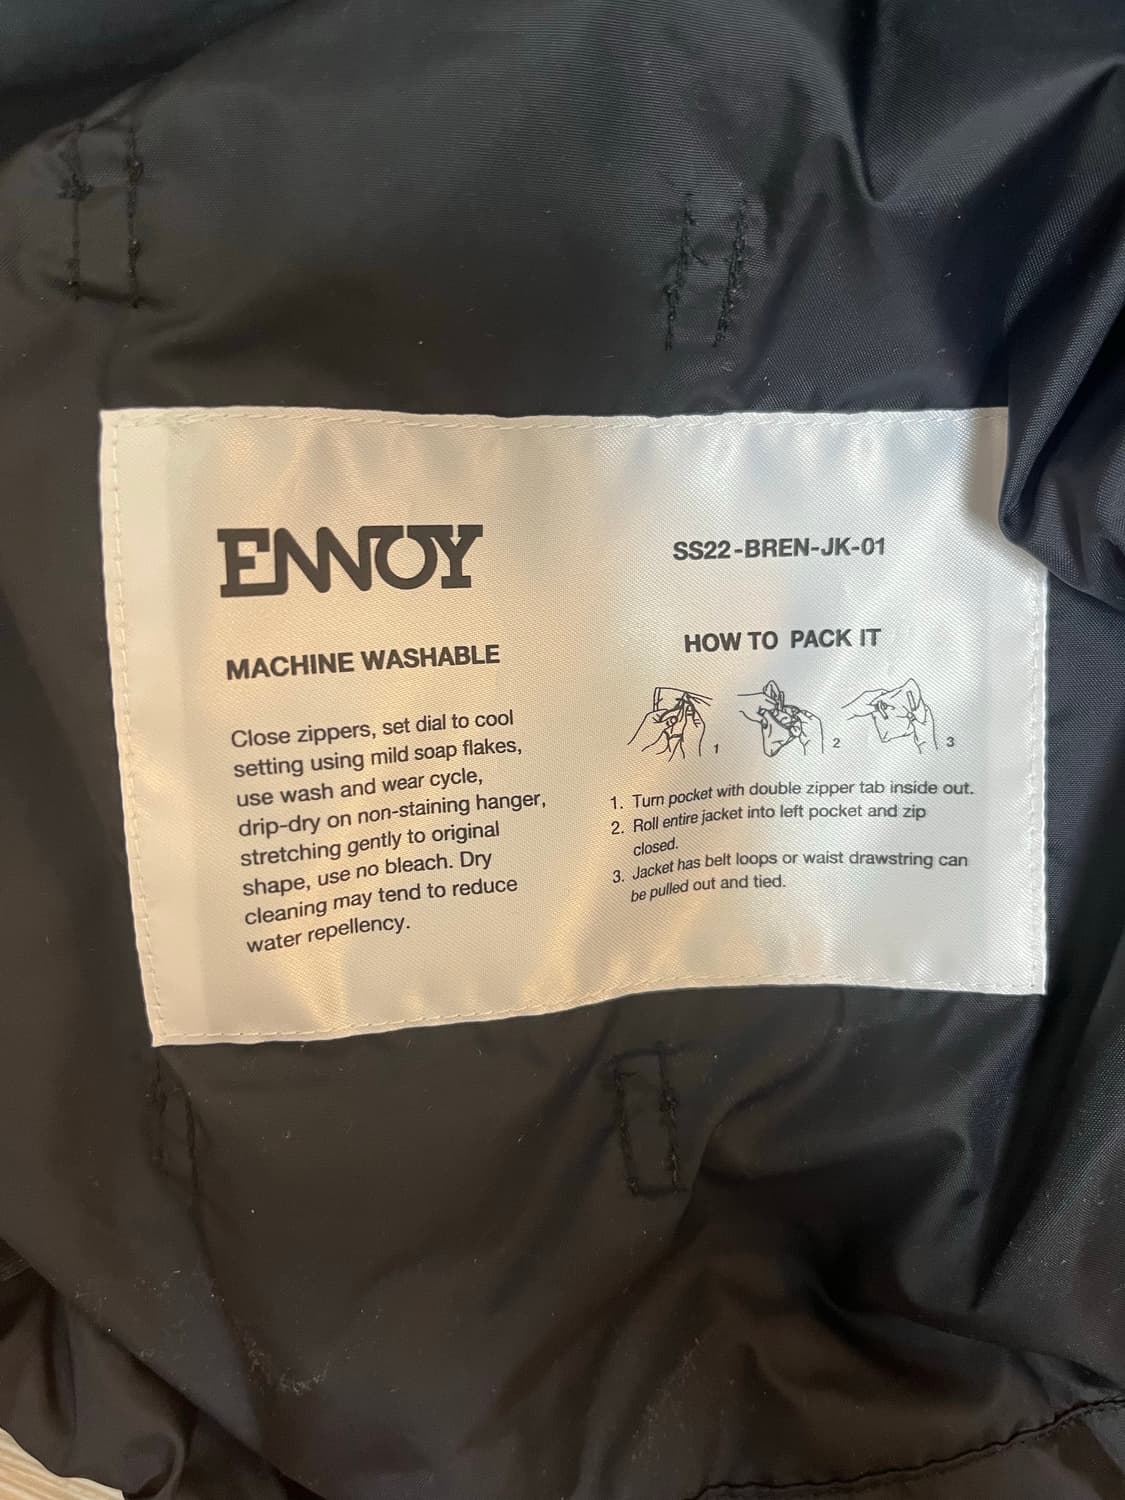 ENNOY
MACHINE WASHABLE
Close zippers, set dial to cool
setting using mild soap flakes,
use wash and wear cycle,
drip-dry on non-staining hanger,
stretching gently to original
shape, use no bleach. Dry
cleaning may tend to reduce
water repellency.
SS22-BREN-JK-01
HOW TO PACK IT
1 2 3
1. Turn pocket with double zipper tab inside out.
2. Roll entire jacket into left pocket and zip
closed.
3. Jacket has belt loops or waist drawstring can
be pulled out and tied.